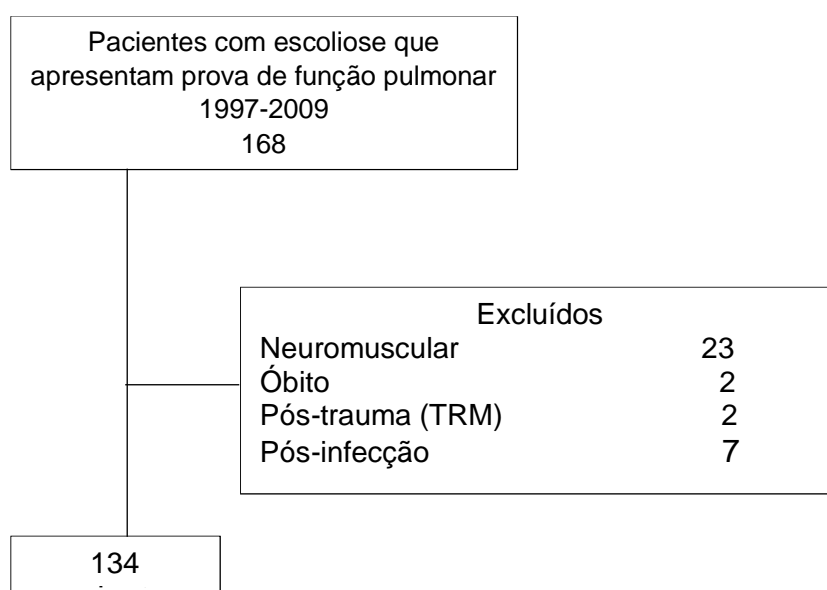 Pacientes com escoliose que
apresentam prova de função pulmonar
1997-2009
168
Excluídos
Neuromuscular 23
Óbito 2
Pós-trauma (TRM) 2
Pós-infecção 7
134